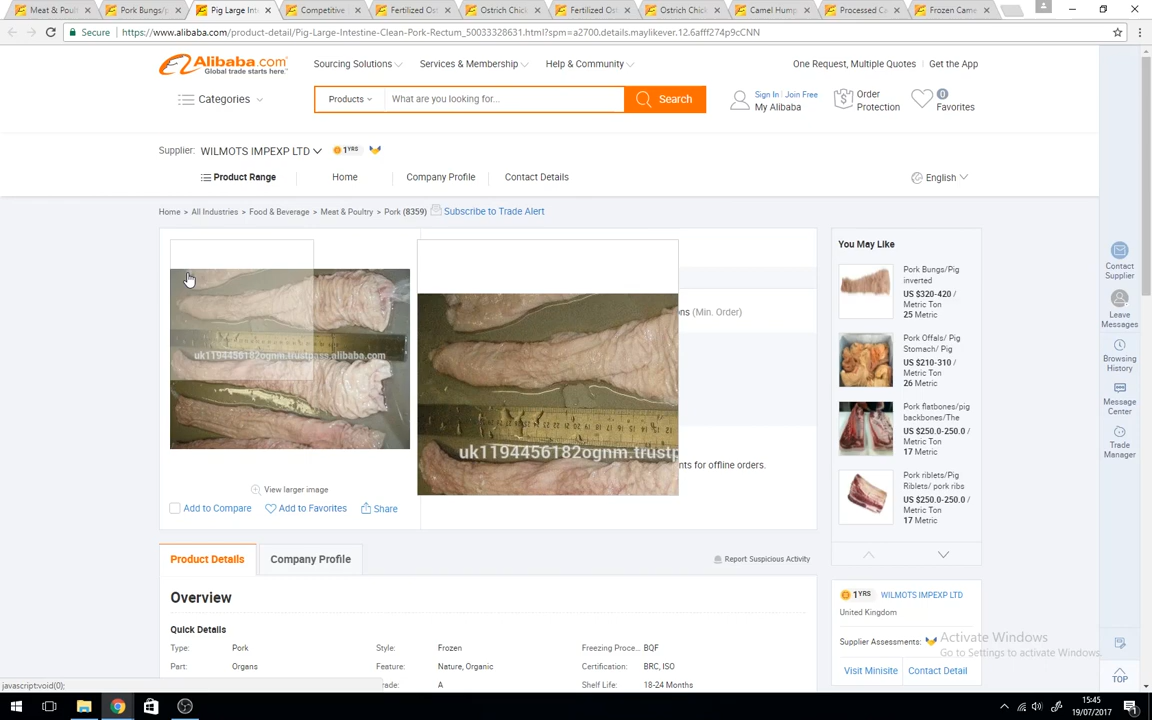 Meat & Poult
Pork Bungs/p
Pig Large Int
Competitive
Fertilized Os
Ostrich Chick
Fertilized Os
Ostrich Chick
Camel Hump
Processed Ca
Frozen Came
Secure
https://www.alibaba.com/product-detail/Pig-Large-Intestine-Clean-Pork-Rectum_50033328631.html?spm=a2700.details.maylikever.12.6afff274p9cCNN
Alibaba.com
Global trade starts here.™
Sourcing Solutions
Services & Membership
Help & Community
One Request, Multiple Quotes
Get the App
Categories
Products
What are you looking for...
Search
Sign In | Join Free
My Alibaba
Order
Protection
0
Favorites
Supplier: WILMOTS IMPEXP LTD
1YRS
Product Range
Home
Company Profile
Contact Details
English
Home > All Industries > Food & Beverage > Meat & Poultry > Pork (8359)
Subscribe to Trade Alert
uk1194456182ognm.trustpass.alibaba.com
uk1194456182ognm.trustp
ns (Min. Order)
nts for offline orders.
View larger image
Add to Compare
Add to Favorites
Share
You May Like
Pork Bungs/Pig
inverted
US $320-420 /
Metric Ton
25 Metric
Pork Offals/ Pig
Stomach/ Pig
US $210-310 /
Metric Ton
26 Metric
Pork flatbones/pig
backbones/The
US $250.0-250.0 /
Metric Ton
17 Metric
Pork riblets/Pig
Riblets/ pork ribs
US $250.0-250.0 /
Metric Ton
17 Metric
Contact
Supplier
Leave
Messages
Browsing
History
Message
Center
Trade
Manager
TOP
Product Details
Company Profile
Report Suspicious Activity
Overview
Quick Details
Type:
Pork
Style:
Frozen
Freezing Proce...
BQF
Part:
Organs
Feature:
Nature, Organic
Certification:
BRC, ISO
rade:
A
Shelf Life:
18-24 Months
1YRS
WILMOTS IMPEXP LTD
United Kingdom
Supplier Assessments:
Visit Minisite
Contact Detail
Activate Windows
Go to Settings to activate Windows.
javascript:void(0);
15:45
19/07/2017